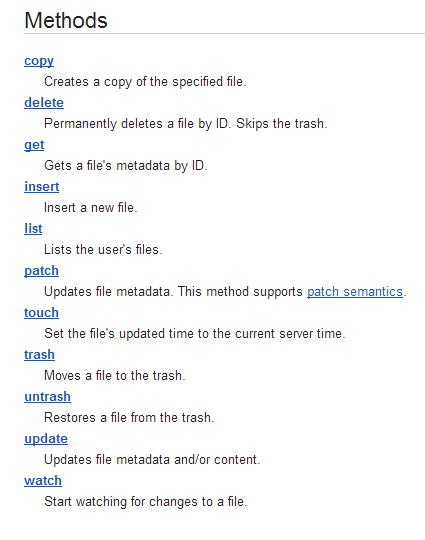 Methods
copy
Creates a copy of the specified file.
delete
Permanently deletes a file by ID. Skips the trash.
get
Gets a file's metadata by ID.
insert
Insert a new file.
list
Lists the user's files.
patch
Updates file metadata. This method supports patch semantics.
touch
Set the file's updated time to the current server time.
trash
Moves a file to the trash.
untrash
Restores a file from the trash.
update
Updates file metadata and/or content.
watch
Start watching for changes to a file.